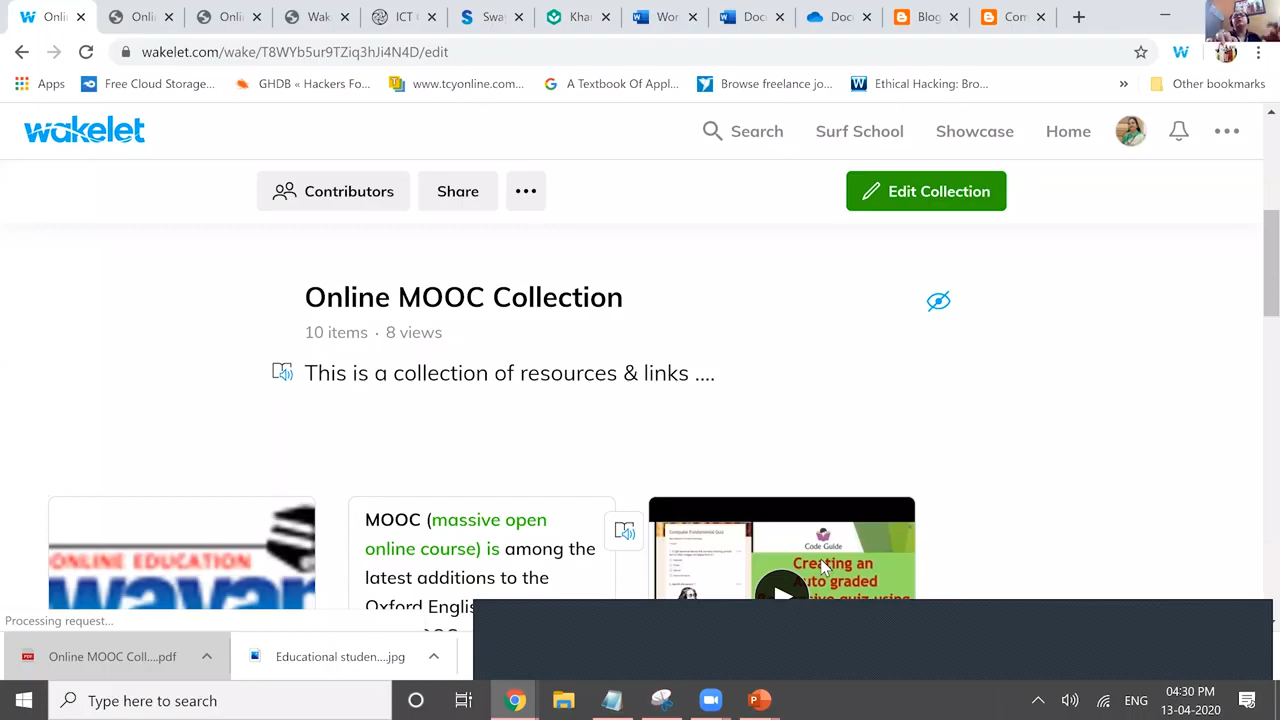 Onli
Onli
Onli
Wak
ICT
Swa
Kha
Wor
Doc
Doc
Blog
Com
wakelet.com/wake/T8WYb5ur9TZiq3hJi4N4D/edit
Apps
Free Cloud Storage...
GHDB « Hackers Fo...
www.tcyonline.com...
A Textbook Of Appl...
Browse freelance jo...
Ethical Hacking: Bro...
»
Other bookmarks
wakelet
Search
Surf School
Showcase
Home
Contributors
Share
Edit Collection
Online MOOC Collection
10 items · 8 views
This is a collection of resources & links ....
MOOC (massive open
online course) is among the
latest additions to the
Oxford Englis
Code Guide
Creating an
Auto graded
quiz using
Processing request...
Online MOOC Coll....pdf
Educational studen....jpg
Type here to search
ENG
04:30 PM
13-04-2020